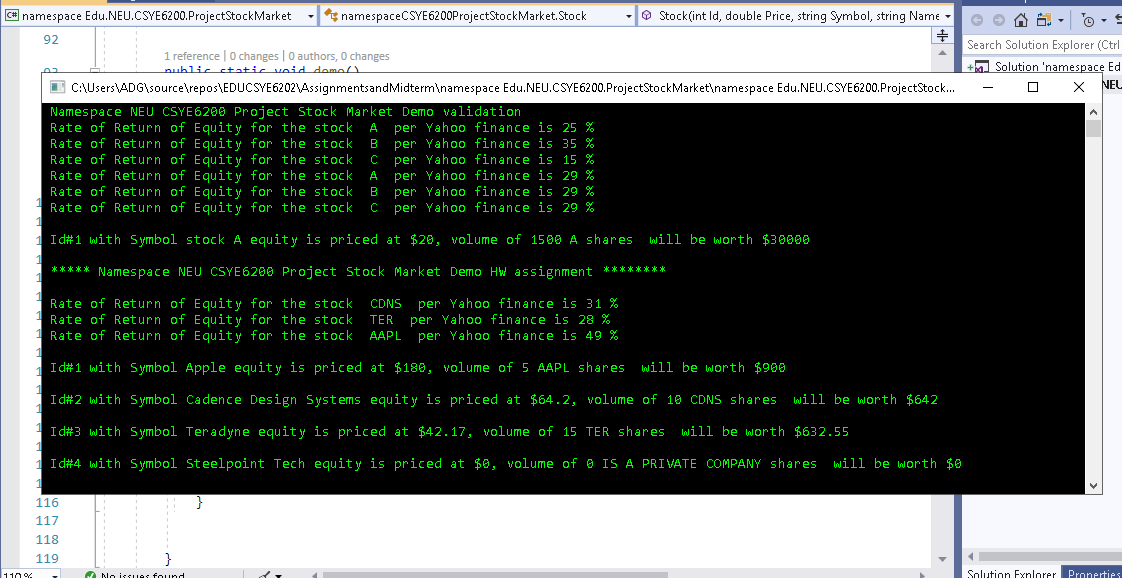 C# namespace Edu.NEU.CSYE6200.ProjectStockMarket
namespaceCSYE6200ProjectStockMarket.Stock
Stock(int Id, double Price, string Symbol, string Name
92
1 reference | 0 changes | 0 authors, 0 changes
public static void demo()
Search Solution Explorer (Ctrl
Solution 'namespace Ed
C:\Users\ADG\source\repos\EDUCSYE6202\AssignmentsandMidterm\namespace Edu.NEU.CSYE6200.ProjectStockMarket\namespace Edu.NEU.CSYE6200.ProjectStock...
Namespace NEU CSYE6200 Project Stock Market Demo validation
Rate of Return of Equity for the stock  A  per Yahoo finance is 25 %
Rate of Return of Equity for the stock  B  per Yahoo finance is 35 %
Rate of Return of Equity for the stock  C  per Yahoo finance is 15 %
Rate of Return of Equity for the stock  A  per Yahoo finance is 29 %
Rate of Return of Equity for the stock  B  per Yahoo finance is 29 %
Rate of Return of Equity for the stock  C  per Yahoo finance is 29 %
Id#1 with Symbol stock A equity is priced at $20, volume of 1500 A shares  will be worth $30000
***** Namespace NEU CSYE6200 Project Stock Market Demo HW assignment ********
Rate of Return of Equity for the stock  CDNS  per Yahoo finance is 31 %
Rate of Return of Equity for the stock  TER  per Yahoo finance is 28 %
Rate of Return of Equity for the stock  AAPL  per Yahoo finance is 49 %
Id#1 with Symbol Apple equity is priced at $180, volume of 5 AAPL shares  will be worth $900
Id#2 with Symbol Cadence Design Systems equity is priced at $64.2, volume of 10 CDNS shares  will be worth $642
Id#3 with Symbol Teradyne equity is priced at $42.17, volume of 15 TER shares  will be worth $632.55
Id#4 with Symbol Steelpoint Tech equity is priced at $0, volume of 0 IS A PRIVATE COMPANY shares  will be worth $0
116 }
117
118
119 }
110 % No issues found
Solution Explorer Properties